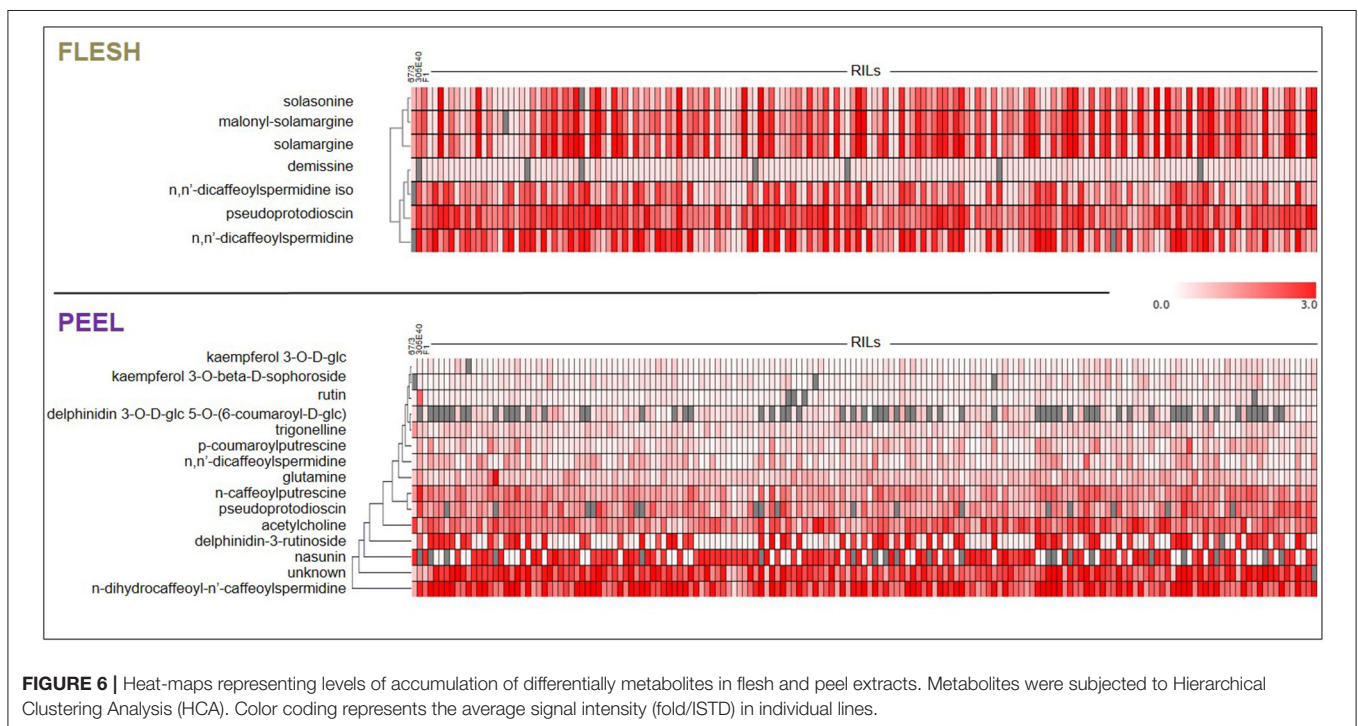 FLESH
67/3
305E40
F1
RILs
solasonine
malonyl-solamargine
solamargine
demissine
n,n'-dicaffeoylspermidine iso
pseudoprotodioscin
n,n'-dicaffeoylspermidine
0.0
3.0
PEEL
67/3
305E40
F1
RILs
kaempferol 3-O-D-glc
kaempferol 3-O-beta-D-sophoroside
rutin
delphinidin 3-O-D-glc 5-O-(6-coumaroyl-D-glc)
trigonelline
p-coumaroylputrescine
n,n'-dicaffeoylspermidine
glutamine
n-caffeoylputrescine
pseudoprotodioscin
acetylcholine
delphinidin-3-rutinoside
nasunin
unknown
n-dihydrocaffeoyl-n'-caffeoylspermidine
FIGURE 6 | Heat-maps representing levels of accumulation of differentially metabolites in flesh and peel extracts. Metabolites were subjected to Hierarchical
Clustering Analysis (HCA). Color coding represents the average signal intensity (fold/ISTD) in individual lines.